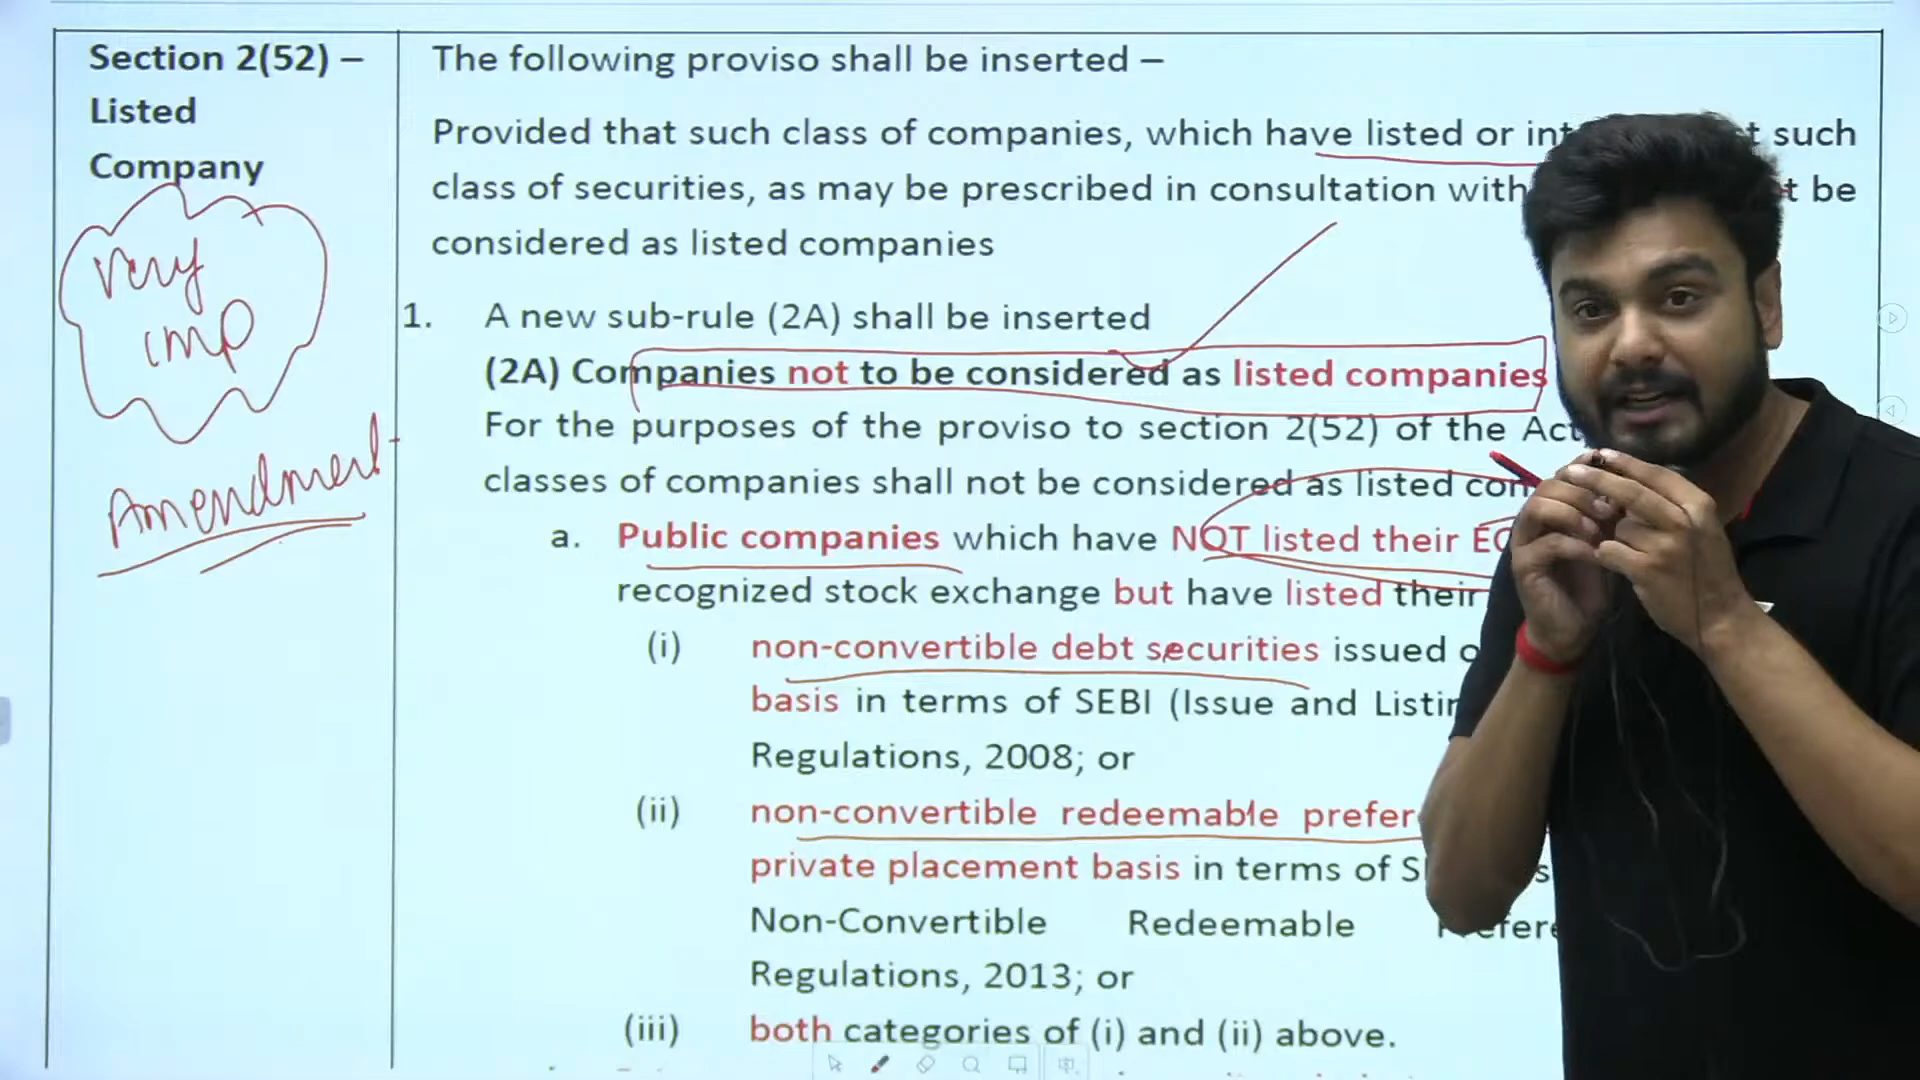 Section 2(52) –
Listed
Company
very
imp
Amendment
The following proviso shall be inserted –
Provided that such class of companies, which have listed or such
class of securities, as may be prescribed in consultation with be
considered as listed companies
1. A new sub-rule (2A) shall be inserted
(2A) Companies not to be considered as listed companies
For the purposes of the proviso to section 2(52) of the Act
classes of companies shall not be considered as listed
a. Public companies which have NOT listed their
recognized stock exchange but have listed their
(i) non-convertible debt securities issued
basis in terms of SEBI (Issue and
Regulations, 2008; or
(ii) non-convertible redeemable
private placement basis in terms of
Non-Convertible Redeemable
Regulations, 2013; or
(iii) both categories of (i) and (ii) above.